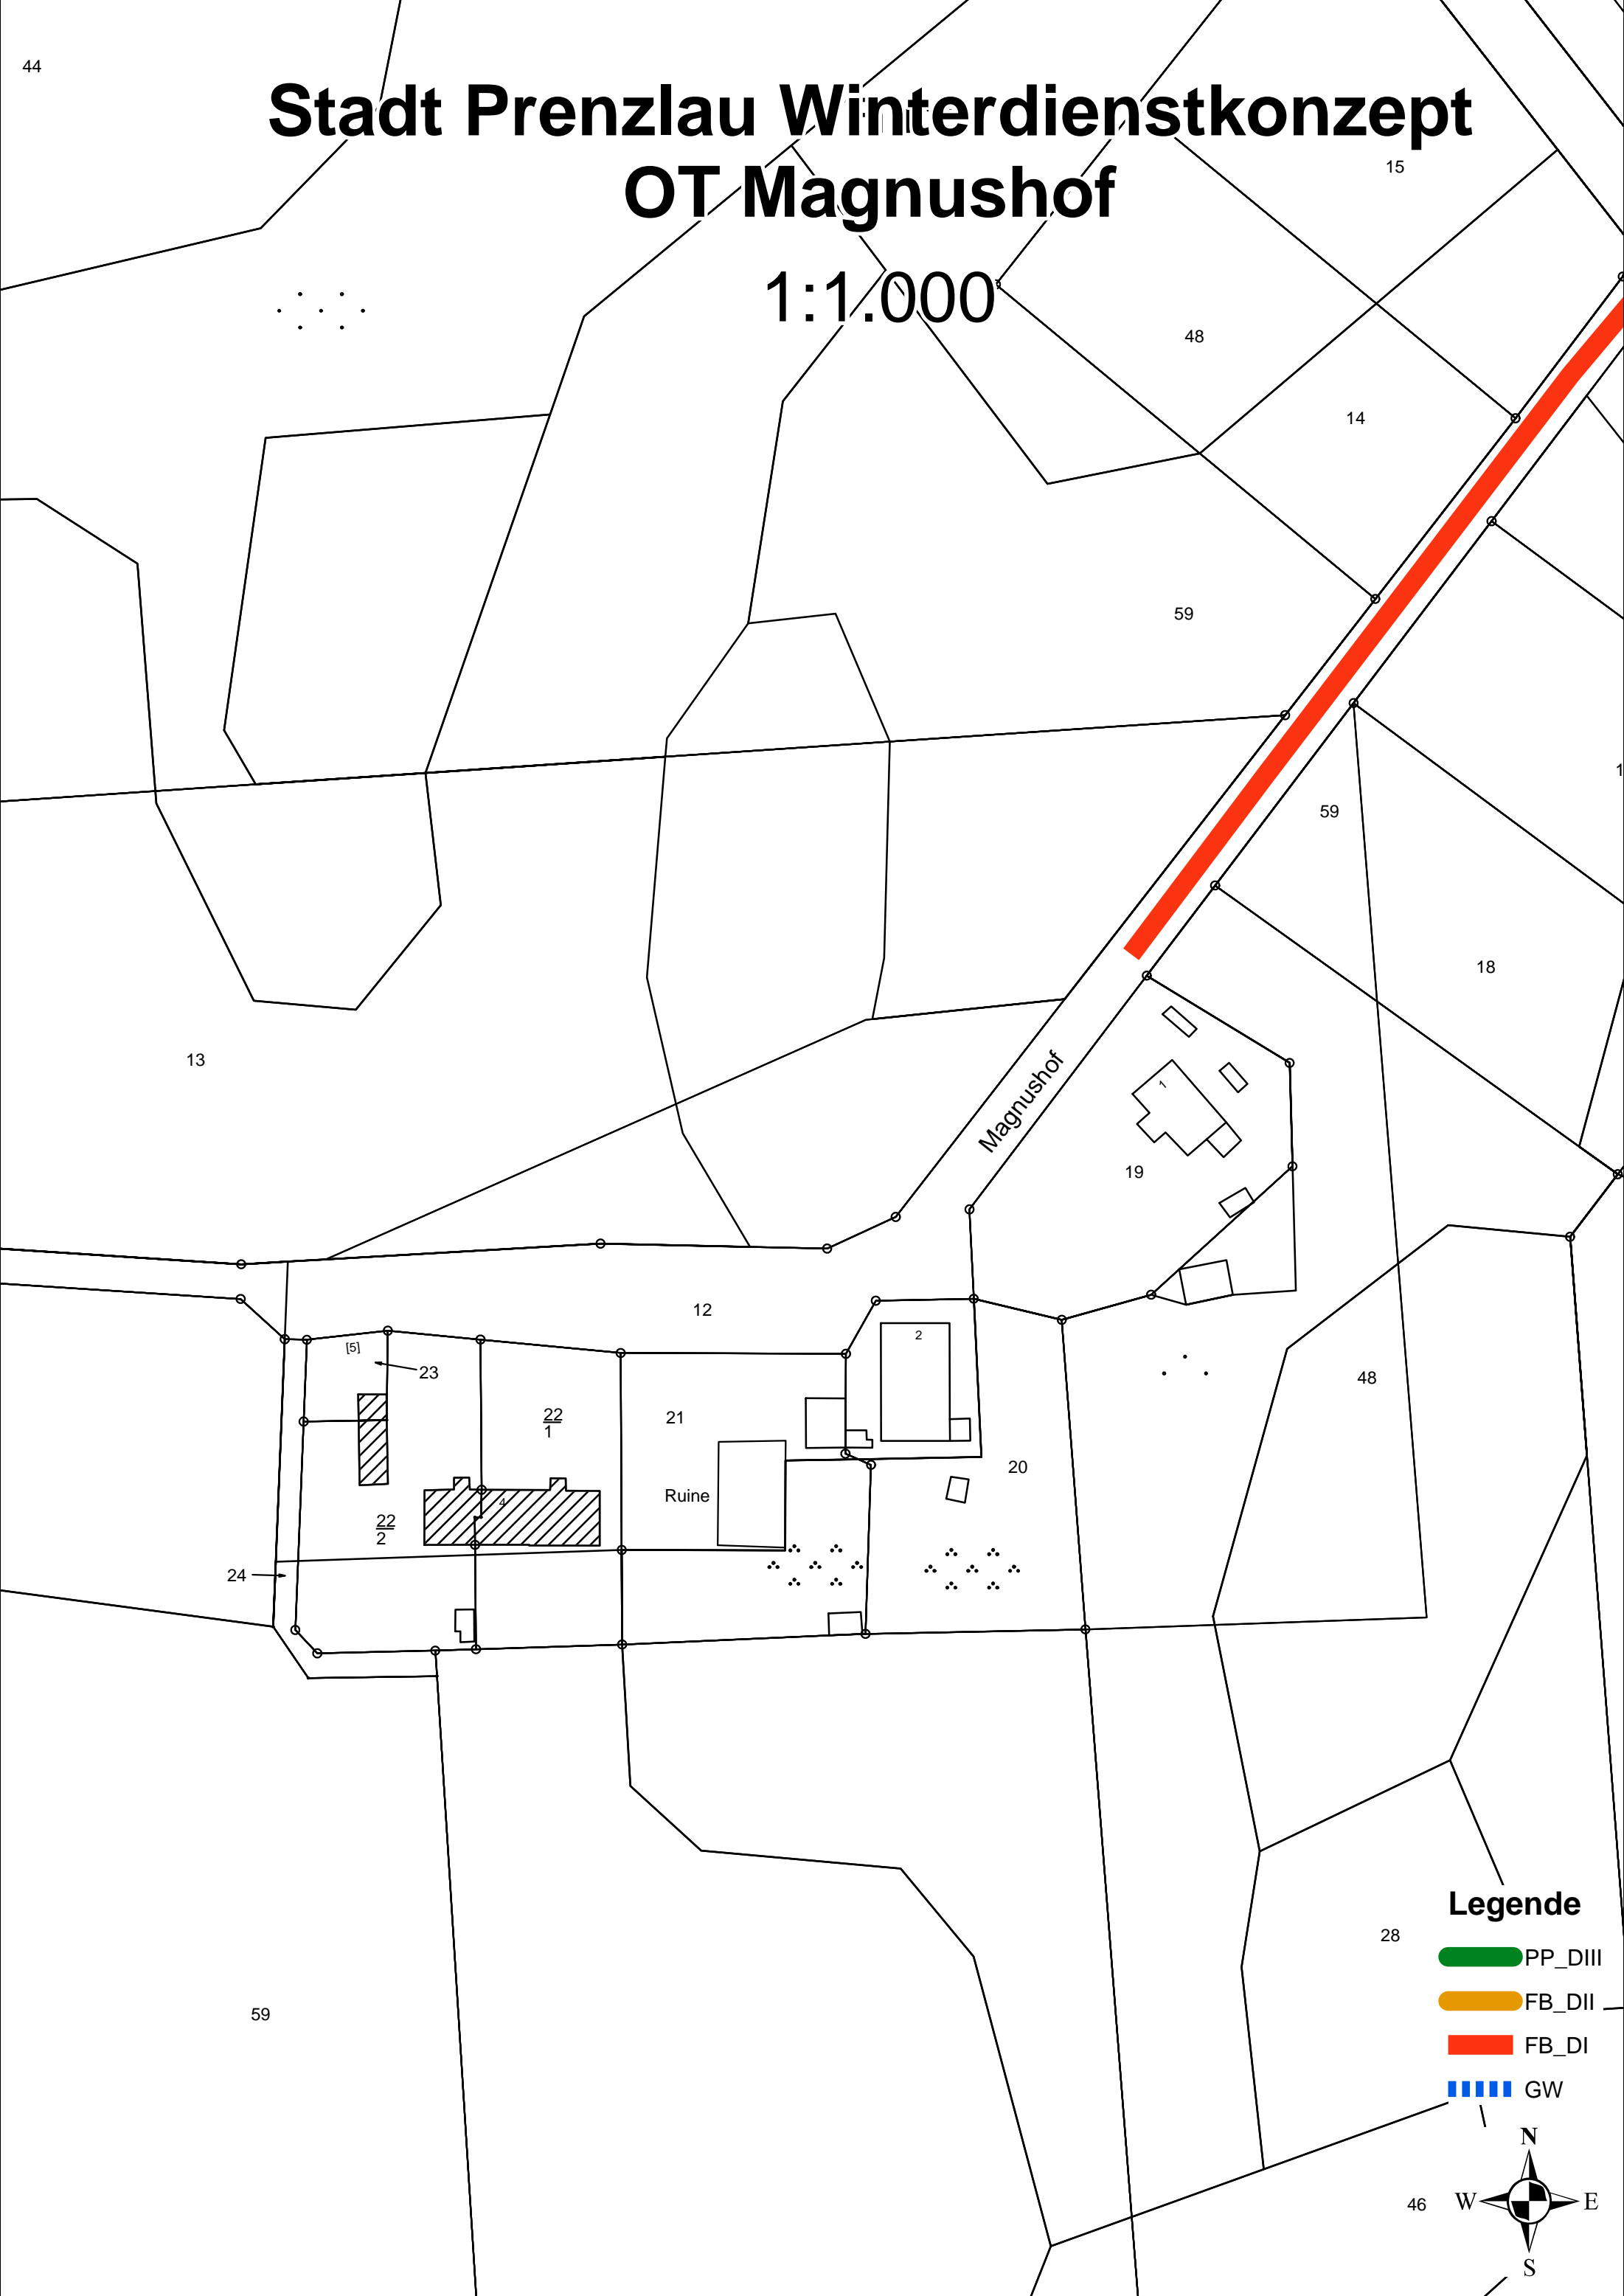 44
Stadt Prenzlau Winterdienstkonzept
OT Magnushof
1:1.000
15
48
14
59
59
18
13
Magnushof
1
19
12
2
[5]
23
48
22
1
21
20
Ruine
4
22
2
24
Legende
28
PP_DIII
59
FB_DII
FB_DI
GW
N
W
E
46
S